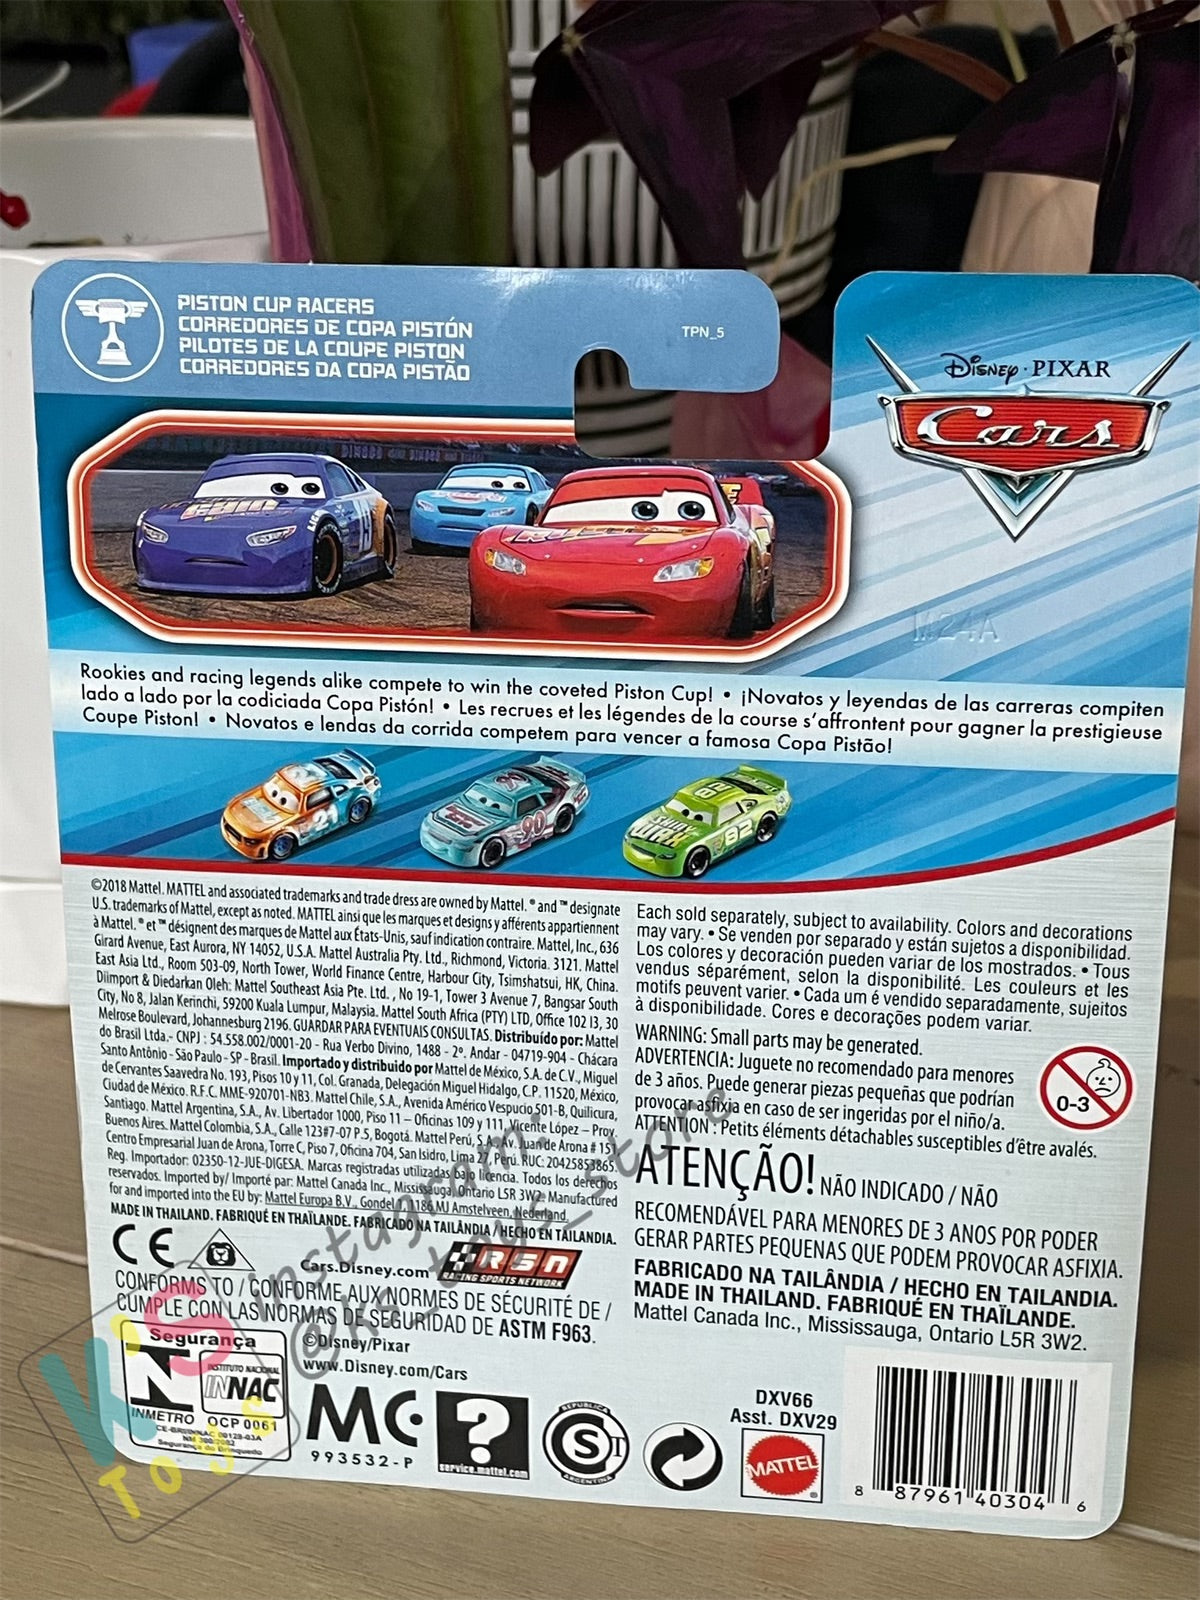 PISTON CUP RACERS
CORREDORES DE COPA PISTÓN
PILOTES DE LA COUPE PISTON
CORREDORES DA COPA PISTÃO
TPN_5
Disney · PIXAR
Cars
M24A
Rookies and racing legends alike compete to win the coveted Piston Cup! • ¡Novatos y leyendas de las carreras compiten
lado a lado por la codiciada Copa Pistón! • Les recrues et les légendes de la course s'affrontent pour gagner la prestigieuse
Coupe Piston! • Novatos e lendas da corrida competem para vencer a famosa Copa Pistão!
21
90
82
©2018 Mattel. MATTEL and associated trademarks and trade dress are owned by Mattel. ® and ™ designate
U.S. trademarks of Mattel, except as noted. MATTEL ainsi que les marques et designs y afférents appartiennent
à Mattel. ® et ™ désignent des marques de Mattel aux États-Unis, sauf indication contraire. Mattel, Inc., 636
Girard Avenue, East Aurora, NY 14052, U.S.A. Mattel Australia Pty. Ltd., Richmond, Victoria. 3121. Mattel
East Asia Ltd., Room 503-09, North Tower, World Finance Centre, Harbour City, Tsimshatsui, HK, China.
Diimport & Diedarkan Oleh: Mattel Southeast Asia Pte. Ltd., No 19-1, Tower 3 Avenue 7, Bangsar South
City, No 8, Jalan Kerinchi, 59200 Kuala Lumpur, Malaysia. Mattel South Africa (PTY) LTD, Office 102 I3, 30
Melrose Boulevard, Johannesburg 2196. GUARDAR PARA EVENTUAIS CONSULTAS. Distribuído por: Mattel
do Brasil Ltda.- CNPJ : 54.558.002/0001-20 - Rua Verbo Divino, 1488 - 2º. Andar - 04719-904 - Chácara
Santo Antônio - São Paulo - SP - Brasil. Importado y distribuido por Mattel de México, S.A. de C.V., Miguel
de Cervantes Saavedra No. 193, Pisos 10 y 11, Col. Granada, Delegación Miguel Hidalgo, C.P. 11520, México,
Ciudad de México. R.F.C. MME-920701-NB3. Mattel Chile, S.A., Avenida Américo Vespucio 501-B, Quilicura,
Santiago. Mattel Argentina, S.A., Av. Libertador 1000, Piso 11 – Oficinas 109 y 111, Vicente López – Prov.
Buenos Aires. Mattel Colombia, S.A., Calle 123#7-07 P.5, Bogotá. Mattel Perú, S.A., Av. Juan de Arona # 151,
Centro Empresarial Juan de Arona, Torre C, Piso 7, Oficina 704, San Isidro, Lima 27, Perú. RUC: 20425853865.
Reg. Importador: 02350-12-JUE-DIGESA. Marcas registradas utilizadas bajo licencia. Todos los derechos
reservados. Imported by/ Importé par: Mattel Canada Inc., Mississauga, Ontario L5R 3W2. Manufactured
for and imported into the EU by: Mattel Europa B.V., Gondel 1, 1186 MJ Amstelveen, Nederland.
MADE IN THAILAND. FABRIQUÉ EN THAÏLANDE. FABRICADO NA TAILÂNDIA / HECHO EN TAILANDIA.
CE
Cars.Disney.com
RSN
RACING SPORTS NETWORK
CONFORMS TO / CONFORME AUX NORMES DE SÉCURITÉ DE /
CUMPLE CON LAS NORMAS DE SEGURIDAD DE ASTM F963.
Segurança
INSTITUTO NACIONAL
INNAC
INMETRO OCP 0061
Segurança do Brinquedo
©Disney/Pixar
www.Disney.com/Cars
MC
993532-P
?
service.mattel.com
REPUBLICA
S
ARGENTINA
Each sold separately, subject to availability. Colors and decorations
may vary. • Se venden por separado y están sujetos a disponibilidad.
Los colores y decoración pueden variar de los mostrados. • Tous
vendus séparément, selon la disponibilité. Les couleurs et les
motifs peuvent varier. • Cada um é vendido separadamente, sujeitos
à disponibilidade. Cores e decorações podem variar.
WARNING: Small parts may be generated.
ADVERTENCIA: Juguete no recomendado para menores
de 3 años. Puede generar piezas pequeñas que podrían
provocar asfixia en caso de ser ingeridas por el niño/a.
ATTENTION : Petits éléments détachables susceptibles d'être avalés.
0-3
ATENÇÃO! NÃO INDICADO / NÃO
RECOMENDÁVEL PARA MENORES DE 3 ANOS POR PODER
GERAR PARTES PEQUENAS QUE PODEM PROVOCAR ASFIXIA.
FABRICADO NA TAILÂNDIA / HECHO EN TAILANDIA.
MADE IN THAILAND. FABRIQUÉ EN THAÏLANDE.
Mattel Canada Inc., Mississauga, Ontario L5R 3W2.
DXV66
Asst. DXV29
MATTEL
8 87961 40304 6
instagram:
@ks_toys_store
K'S
Toys